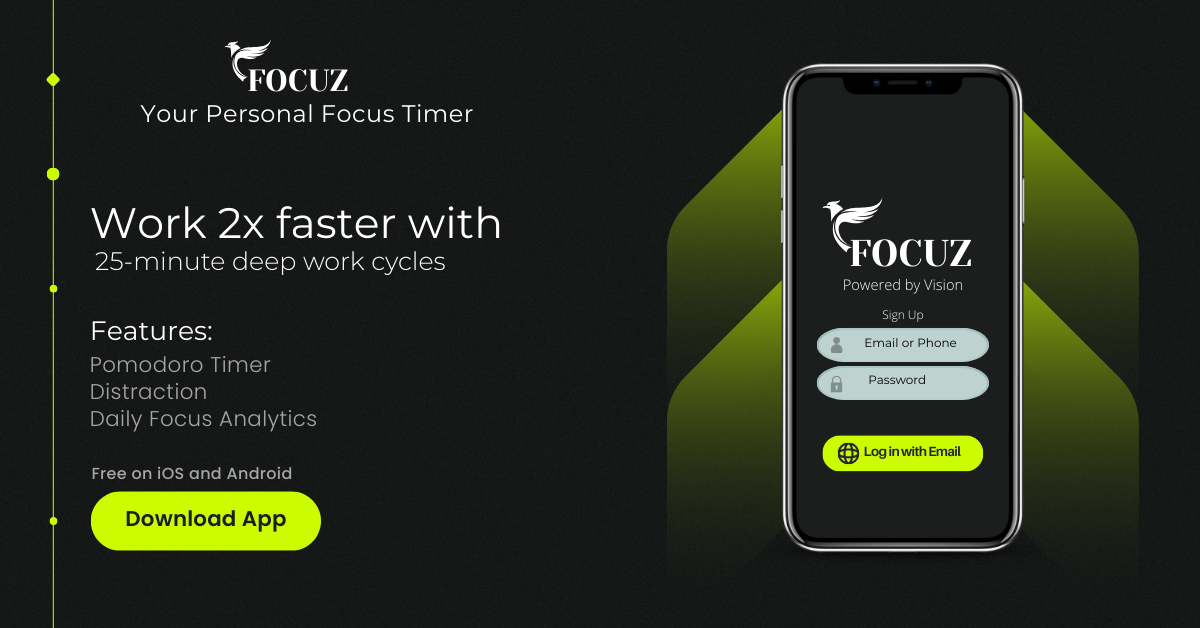 FOCUZ
Your Personal Focus Timer
Work 2x faster with
25-minute deep work cycles
Features:
Pomodoro Timer
Distraction
Daily Focus Analytics
Free on iOS and Android
Download App
FOCUZ
Powered by Vision
Sign Up
Email or Phone
Password
Log in with Email